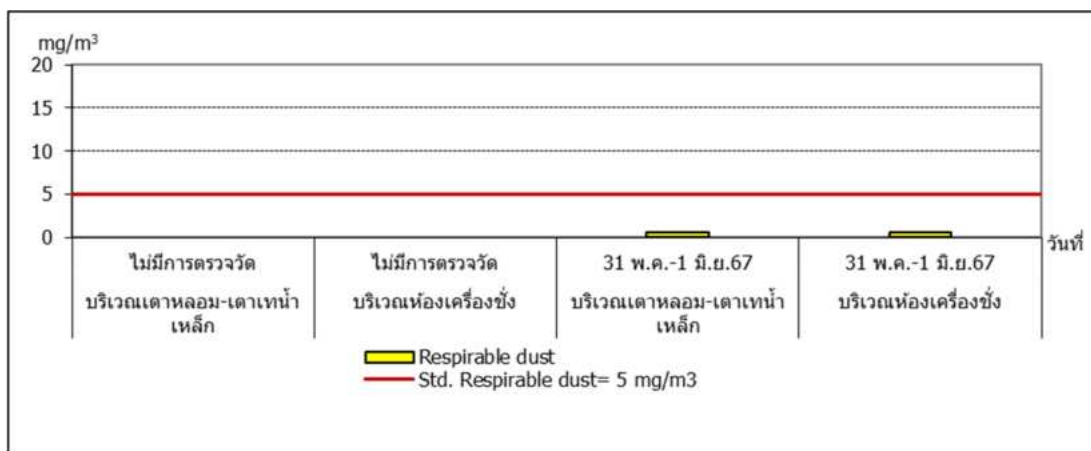 mg/m³
20
15
10
5
0
วันที่
ไม่มีการตรวจวัด ไม่มีการตรวจวัด 31 พ.ค.-1 มิ.ย.67 31 พ.ค.-1 มิ.ย.67
บริเวณเตาหลอม-เตาเทน้ำ บริเวณห้องเครื่องชั่ง บริเวณเตาหลอม-เตาเทน้ำ บริเวณห้องเครื่องชั่ง
เหล็ก เหล็ก
Respirable dust
Std. Respirable dust= 5 mg/m3